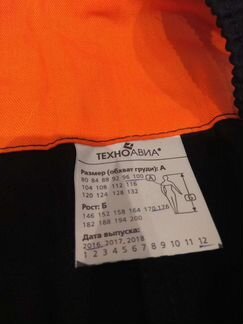 ТЕХНОАВИА®
Размер (обхват груди): А
80 84 88 92 96 100 А
104 108 112 116
120 124 128 132
Рост: Б
146 152 158 164 170 176
182 188 194 200
Дата выпуска:
2016, 2017, 2018
1 2 3 4 5 6 7 8 9 10 11 12